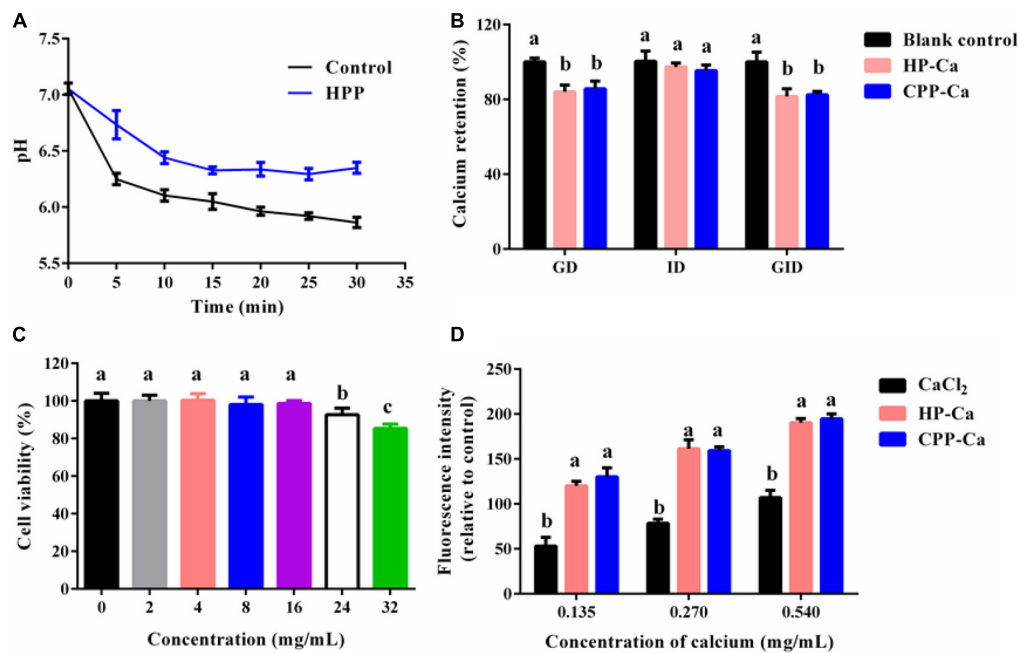 A
7.5
7.0
6.5
6.0
5.5
pH
0 5 10 15 20 25 30 35
Time (min)
Control
HPP
B
120
80
40
0
Calcium retention (%)
a b b a a a a b b
GD ID GID
Blank control
HP-Ca
CPP-Ca
C
120
100
80
60
40
20
0
Cell viability (%)
a a a a a b c
0 2 4 8 16 24 32
Concentration (mg/mL)
D
250
200
150
100
50
0
Fluorescence intensity
(relative to control)
b a a b a a b a a
0.135 0.270 0.540
Concentration of calcium (mg/mL)
CaCl₂
HP-Ca
CPP-Ca